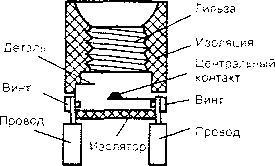 Гильза
Изоляция
Деталь
Центральный
контакт
Винт
Винт
Провод
Провод
Изолятор